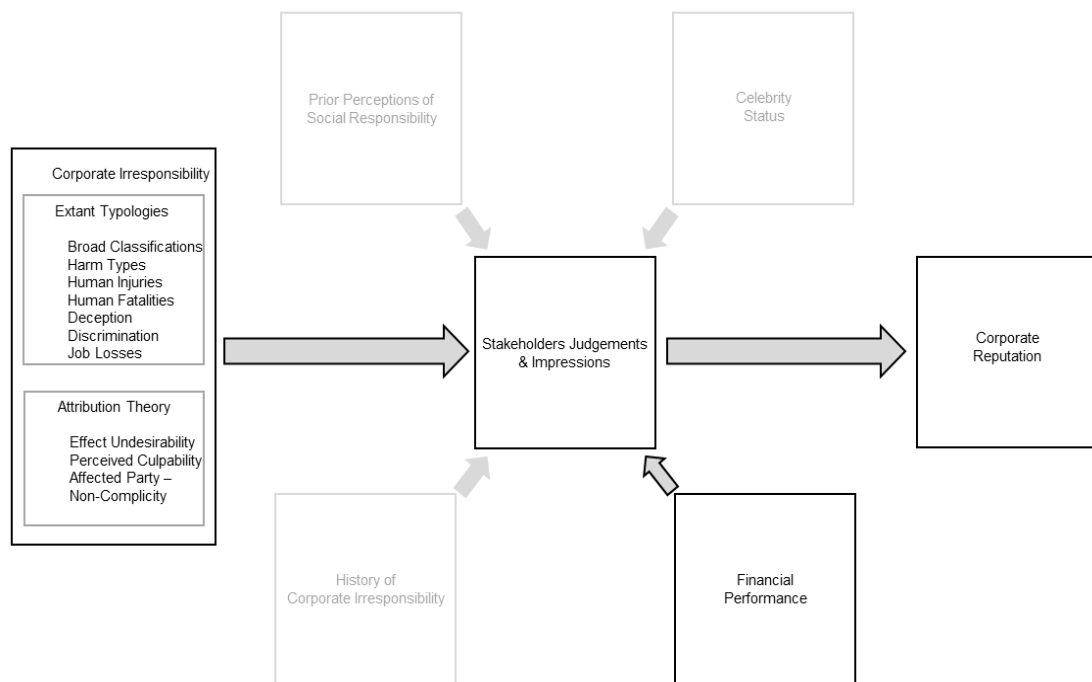 Prior Perceptions of
Social Responsibility
Celebrity
Status
Corporate Irresponsibility
Extant Typologies
Broad Classifications
Harm Types
Human Injuries
Human Fatalities
Deception
Discrimination
Job Losses
Attribution Theory
Effect Undesirability
Perceived Culpability
Affected Party –
Non-Complicity
Stakeholders Judgements
& Impressions
Corporate
Reputation
History of
Corporate Irresponsibility
Financial
Performance